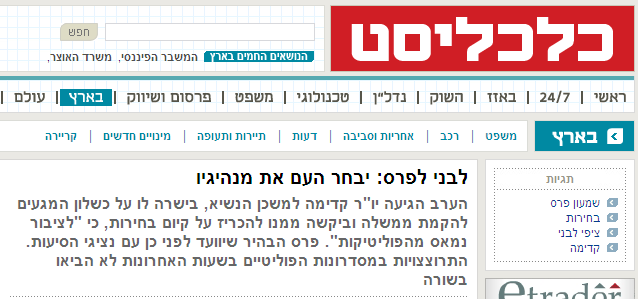 כלכליסט
חפש
הנושאים החמים בארץ המשבר הפיננסי, משרד האוצר,
ראשי | 24/7 | באזז | השוק | נדל"ן | טכנולוגי | משפט | פרסום ושיווק | בארץ | עולם
בארץ
משפט | רכב | אחריות וסביבה | דעות | תיירות ותעופה | מינויים חדשים | קריירה
תגיות
שמעון פרס
בחירות
ציפי לבני
קדימה
etrader
לבני לפרס: יבחר העם את מנהיגיו
הערב הגיעה יו"ר קדימה למשכן הנשיא, בישרה לו על כשלון המגעים
להקמת ממשלה וביקשה ממנו להכריז על קיום בחירות, כי "לציבור
נמאס מהפוליטיקות". פרס הבהיר שיוועד לפני כן עם נציגי הסיעות.
התרוצצויות במסדרונות הפוליטיים בשעות האחרונות לא הביאו
בשורה